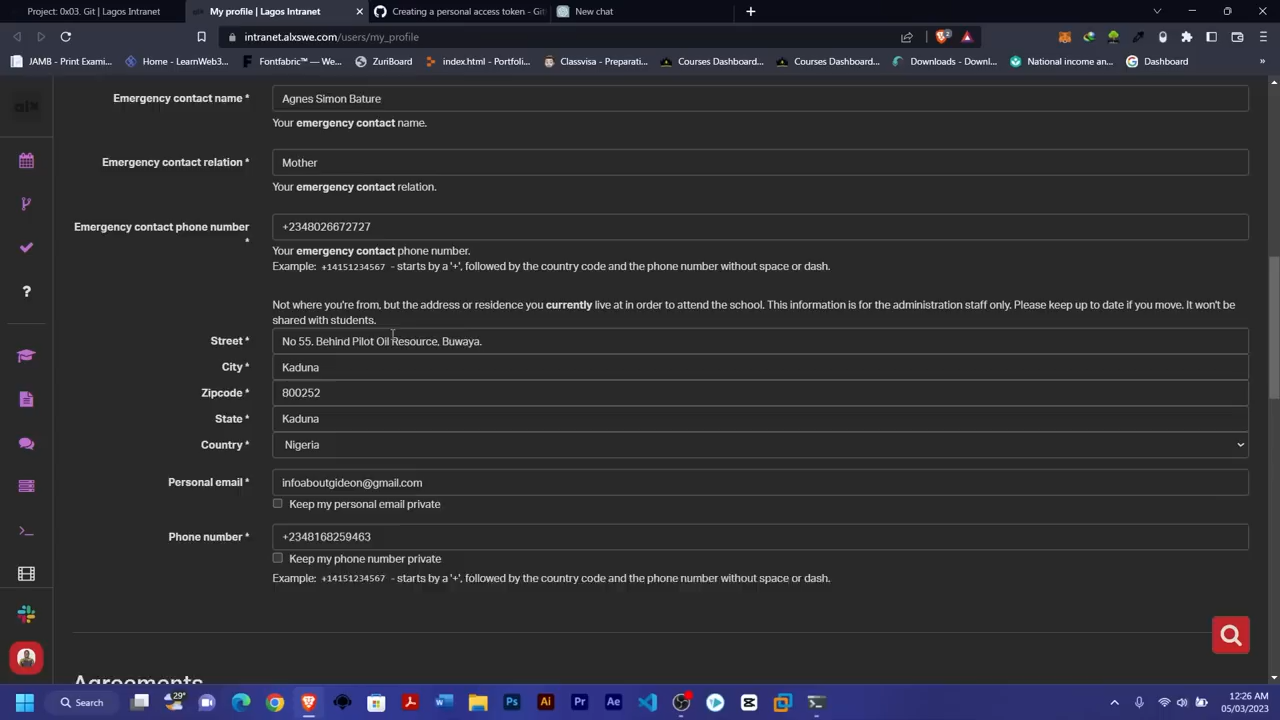 Project: 0x03. Git | Lagos Intranet
My profile | Lagos Intranet
Creating a personal access token - Git
New chat
intranet.alxswe.com/users/my_profile
JAMB - Print Exami...
Home - LearnWeb3...
Fontfabric™ — We...
ZuriBoard
index.html - Portfoli...
Classvisa – Preparati...
Courses Dashboard...
Courses Dashboard...
Downloads - Downl...
National income an...
Dashboard
alx
Emergency contact name *
Agnes Simon Bature
Your emergency contact name.
Emergency contact relation *
Mother
Your emergency contact relation.
Emergency contact phone number *
+2348026672727
Your emergency contact phone number.
Example: +14151234567 - starts by a '+', followed by the country code and the phone number without space or dash.
Not where you're from, but the address or residence you currently live at in order to attend the school. This information is for the administration staff only. Please keep up to date if you move. It won't be
shared with students.
Street *
No 55. Behind Pilot Oil Resource, Buwaya.
City *
Kaduna
Zipcode *
800252
State *
Kaduna
Country *
Nigeria
Personal email *
infoaboutgideon@gmail.com
Keep my personal email private
Phone number *
+2348168259463
Keep my phone number private
Example: +14151234567 - starts by a '+', followed by the country code and the phone number without space or dash.
Agreements
Search
29°
12:26 AM
05/03/2023